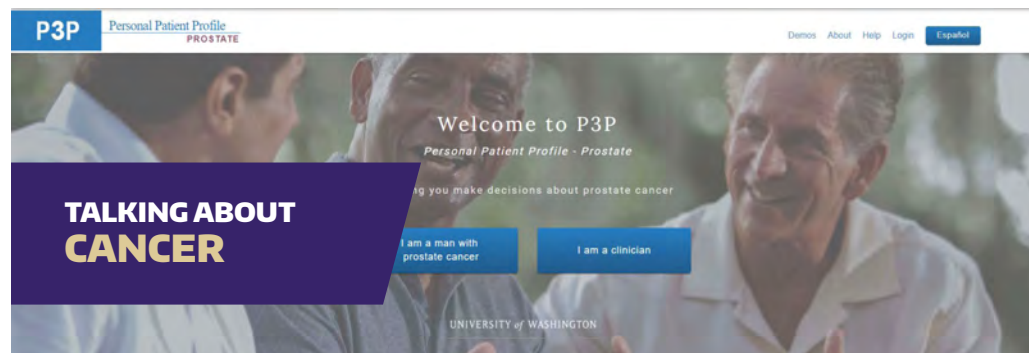 P3P
Personal Patient Profile
PROSTATE
Demos About Help Login Español
Welcome to P3P
Personal Patient Profile - Prostate
you make decisions about prostate cancer
TALKING ABOUT
CANCER
I am a man with
prostate cancer
I am a clinician
UNIVERSITY of WASHINGTON